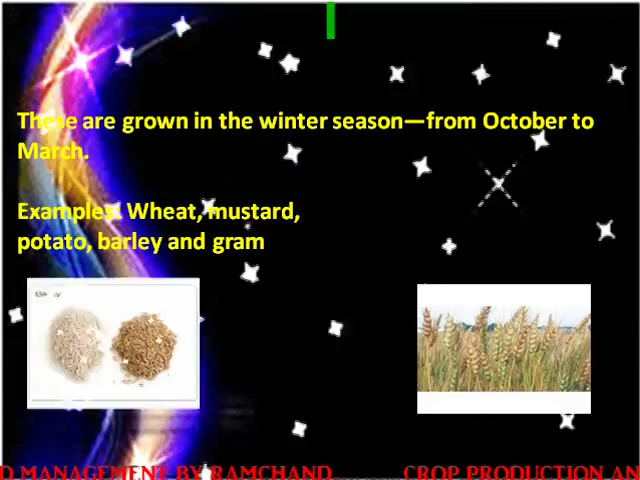 These are grown in the winter season—from October to
March.
Examples: Wheat, mustard,
potato, barley and gram
D MANAGEMENT BY RAMCHAND........... CROP PRODUCTION AN